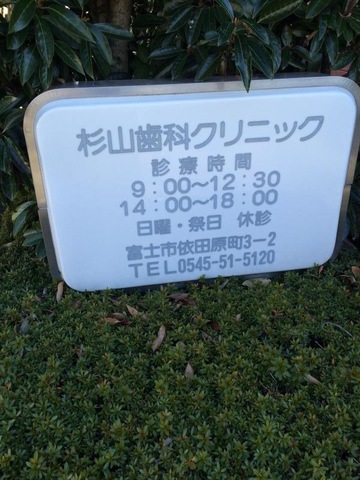 杉山歯科クリニック
診療時間
9:00～12:30
14:00～18:00
日曜・祭日 休診
富士市依田原町3－2
TEL0545-51-5120